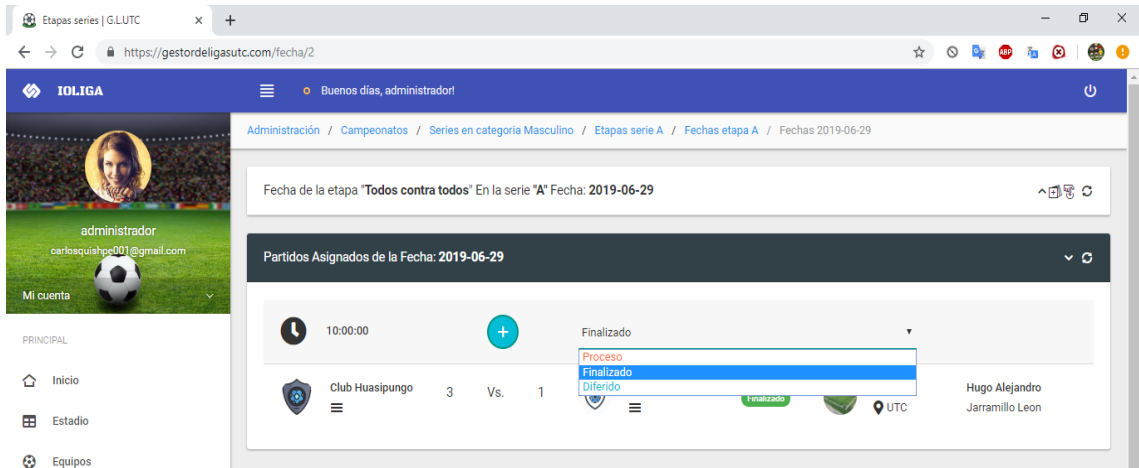 Etapas series | G.L.UTC
https://gestordeligasutc.com/fecha/2
ABP
IOLIGA
Buenos días, administrador!
Administración / Campeonatos / Series en categoria Masculino / Etapas serie A / Fechas etapa A / Fechas 2019-06-29
Fecha de la etapa "Todos contra todos" En la serie "A" Fecha: 2019-06-29
administrador
carlosquishpe001@gmail.com
Mi cuenta
Partidos Asignados de la Fecha: 2019-06-29
PRINCIPAL
Inicio
Estadio
Equipos
10:00:00
Finalizado
Proceso
Finalizado
Diferido
Club Huasipungo 3 Vs. 1
Finalizado
UTC
Hugo Alejandro
Jarramillo Leon